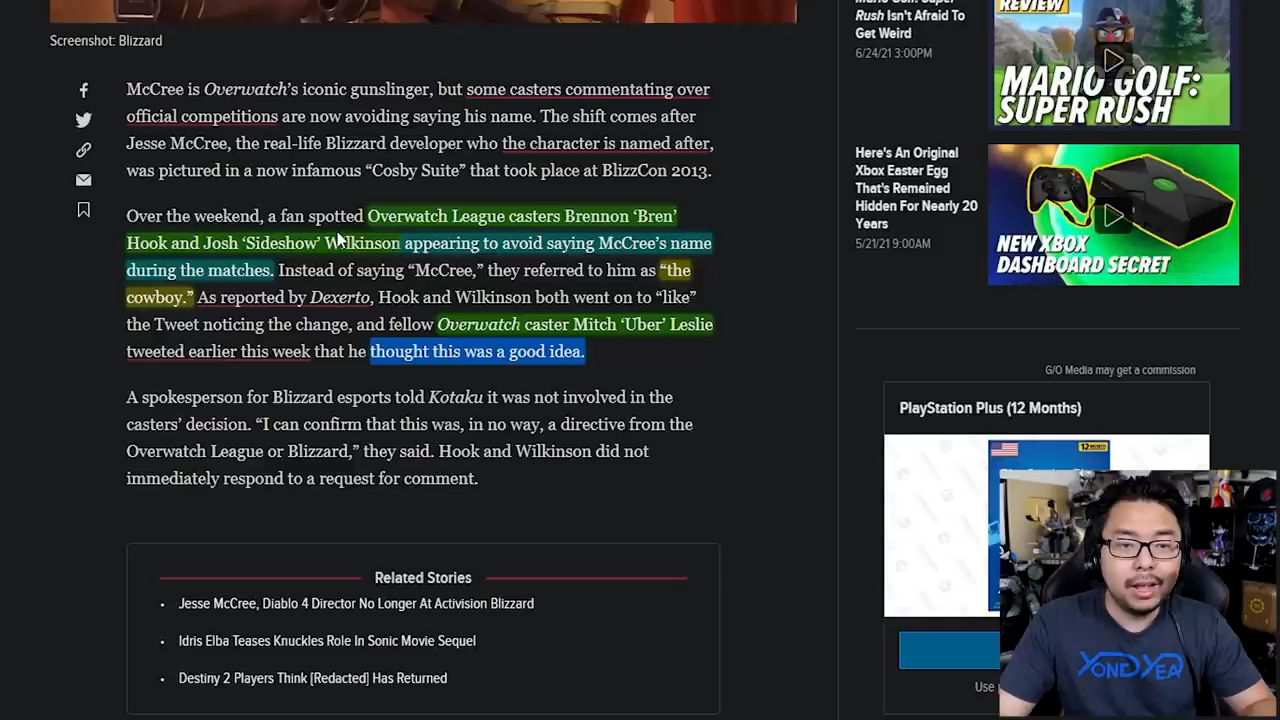 Screenshot: Blizzard
McCree is Overwatch's iconic gunslinger, but some casters commentating over
official competitions are now avoiding saying his name. The shift comes after
Jesse McCree, the real-life Blizzard developer who the character is named after,
was pictured in a now infamous “Cosby Suite” that took place at BlizzCon 2013.
Over the weekend, a fan spotted Overwatch League casters Brennon ‘Bren’
Hook and Josh ‘Sideshow’ Wilkinson appearing to avoid saying McCree's name
during the matches. Instead of saying “McCree,” they referred to him as “the
cowboy.” As reported by Dexerto, Hook and Wilkinson both went on to “like”
the Tweet noticing the change, and fellow Overwatch caster Mitch ‘Uber’ Leslie
tweeted earlier this week that he thought this was a good idea.
A spokesperson for Blizzard esports told Kotaku it was not involved in the
casters' decision. “I can confirm that this was, in no way, a directive from the
Overwatch League or Blizzard,” they said. Hook and Wilkinson did not
immediately respond to a request for comment.
Related Stories
Jesse McCree, Diablo 4 Director No Longer At Activision Blizzard
Idris Elba Teases Knuckles Role In Sonic Movie Sequel
Destiny 2 Players Think [Redacted] Has Returned
Mario Golf: Super
Rush Isn't Afraid To
Get Weird
6/24/21 3:00PM
REVIEW
MARIO GOLF:
SUPER RUSH
Here's An Original
Xbox Easter Egg
That's Remained
Hidden For Nearly 20
Years
5/21/21 9:00AM
NEW XBOX
DASHBOARD SECRET
G/O Media may get a commission
PlayStation Plus (12 Months)
12 MONTH
Use
YONGYEA